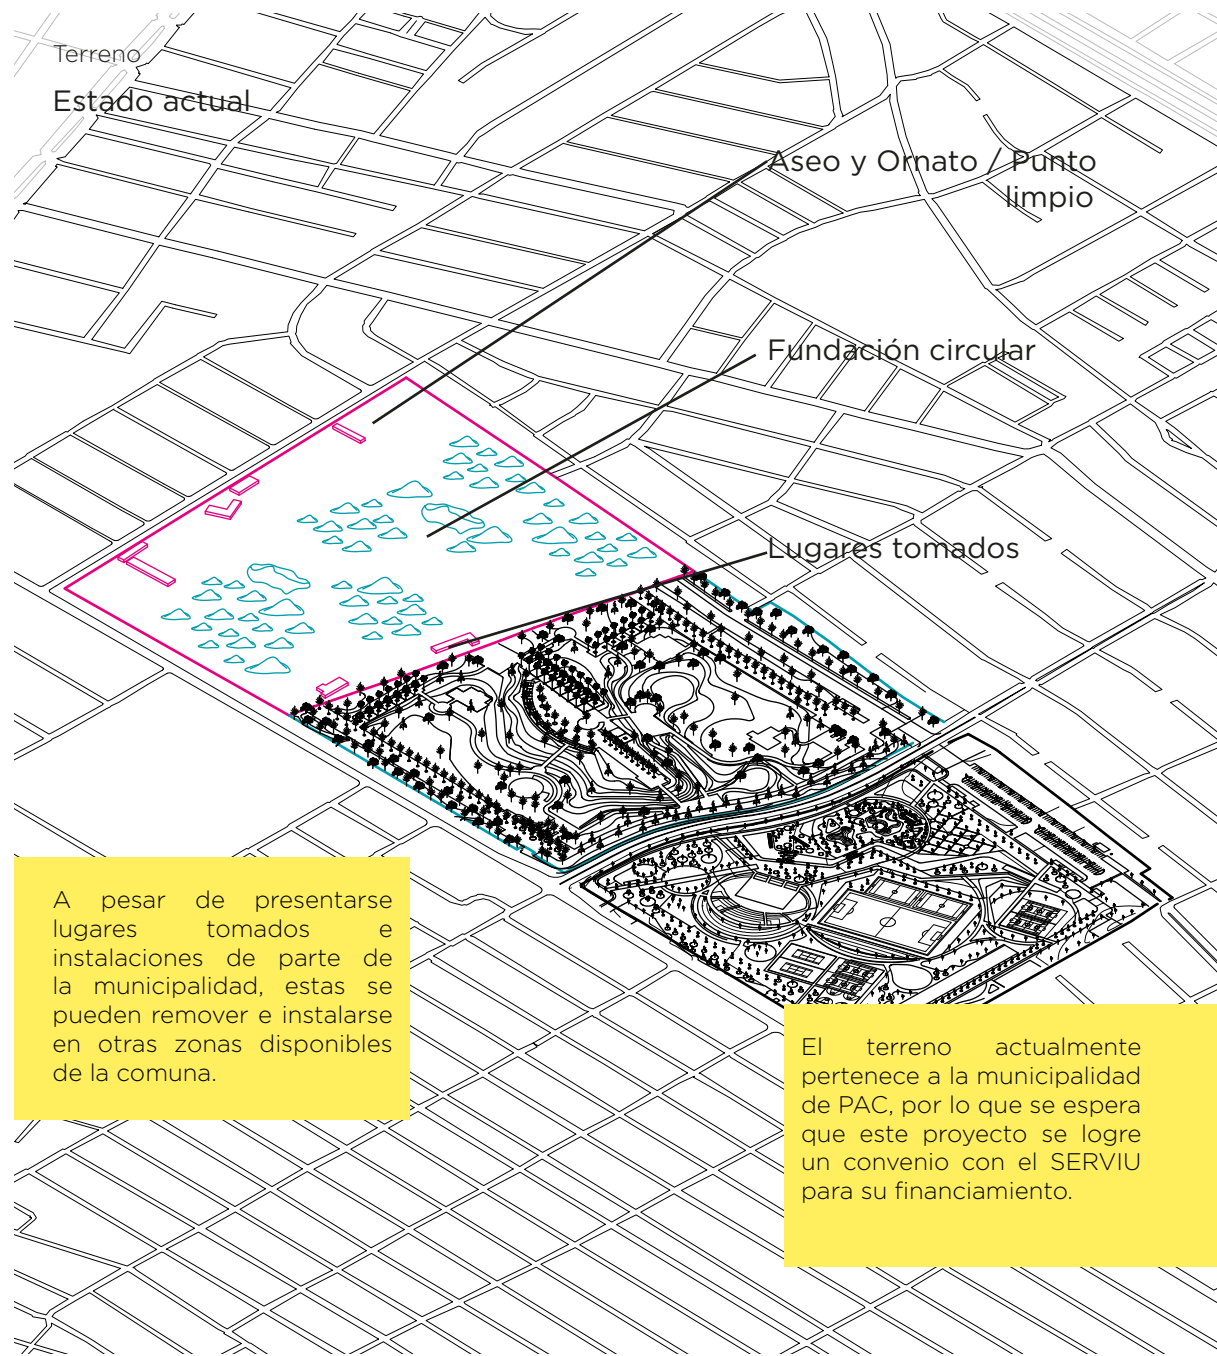 Terreno
Estado actual
Aseo y Ornato / Punto
limpio
Fundación circular
Lugares tomados
A pesar de presentarse
lugares tomados e
instalaciones de parte de
la municipalidad, estas se
pueden remover e instalarse
en otras zonas disponibles
de la comuna.
El terreno actualmente
pertenece a la municipalidad
de PAC, por lo que se espera
que este proyecto se logre
un convenio con el SERVIU
para su financiamiento.